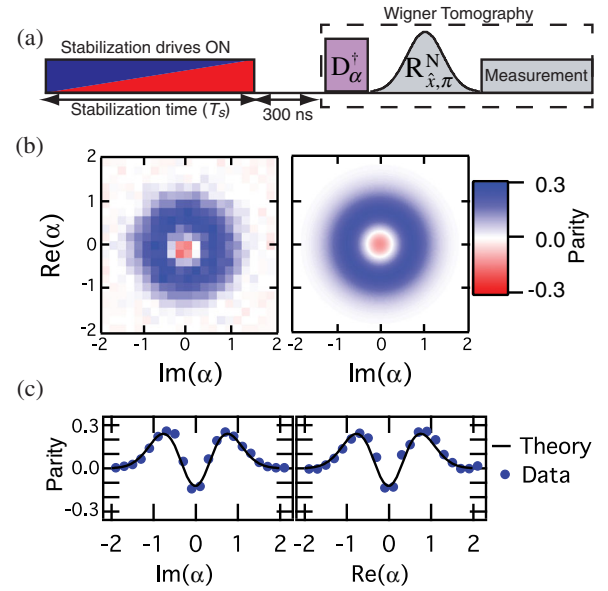 (a)
Wigner Tomography
Stabilization drives ON
D†α
R^N_x̂,π
Measurement
Stabilization time (Ts)
300 ns
(b)
2
1
0
-1
-2
Re(α)
-2 -1 0 1 2
-2 -1 0 1 2
Im(α)
Im(α)
0.3
0.0
-0.3
Parity
(c)
0.3
0.0
-0.3
Parity
-2 -1 0 1 2
-2 -1 0 1 2
Im(α)
Re(α)
Theory
Data